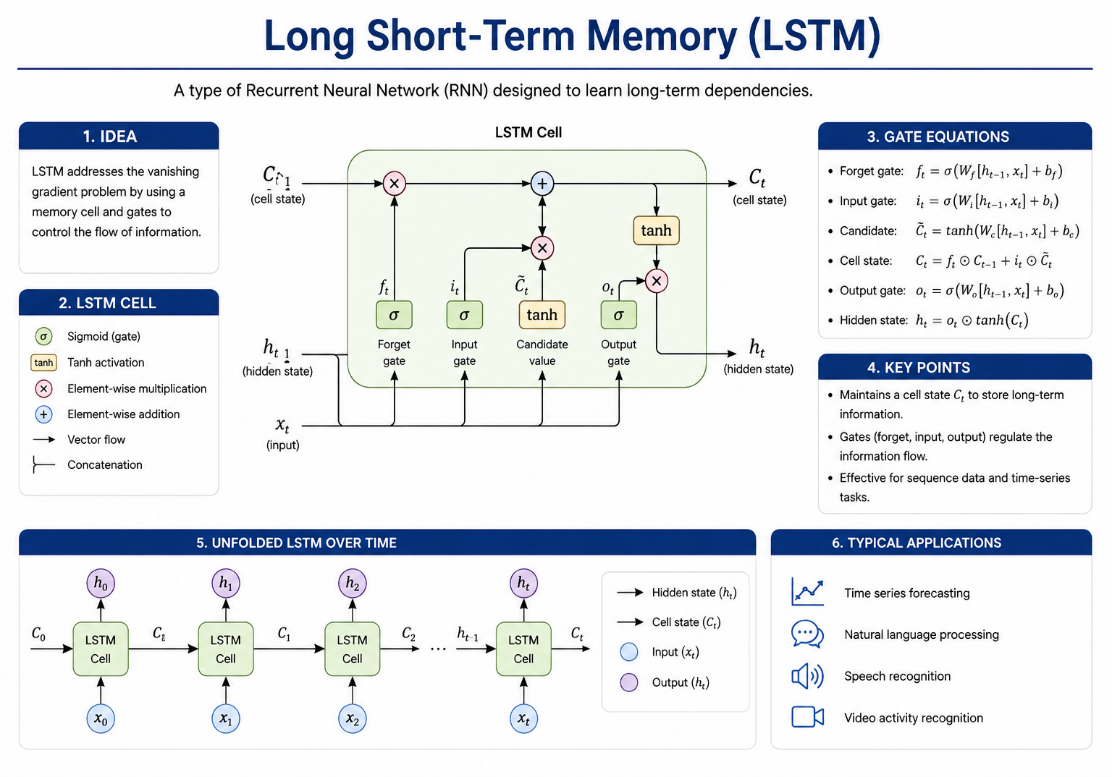 Long Short-Term Memory (LSTM)
A type of Recurrent Neural Network (RNN) designed to learn long-term dependencies.
1. IDEA
LSTM addresses the vanishing
gradient problem by using a
memory cell and gates to
control the flow of information.
2. LSTM CELL
σ Sigmoid (gate)
tanh Tanh activation
× Element-wise multiplication
+ Element-wise addition
Vector flow
Concatenation
LSTM Cell
(cell state)
× + C_t
(cell state)
tanh
×
×
f_t i_t C̃_t o_t
σ σ tanh σ
Forget gate
Input gate
Candidate value
Output gate
h_t 1
(hidden state)
h_t
(hidden state)
x_t
(input)
3. GATE EQUATIONS
• Forget gate: f_t = σ(W_f[h_{t−1}, x_t] + b_f)
• Input gate: i_t = σ(W_i[h_{t−1}, x_t] + b_i)
• Candidate: C̃_t = tanh(W_c[h_{t−1}, x_t] + b_c)
• Cell state: C_t = f_t ⊙ C_{t−1} + i_t ⊙ C̃_t
• Output gate: o_t = σ(W_o[h_{t−1}, x_t] + b_o)
• Hidden state: h_t = o_t ⊙ tanh(C_t)
4. KEY POINTS
• Maintains a cell state C_t to store long-term
information.
• Gates (forget, input, output) regulate the
information flow.
• Effective for sequence data and time-series
tasks.
5. UNFOLDED LSTM OVER TIME
h_0 h_1 h_2 h_t
C_0 LSTM Cell C_t LSTM Cell C_1 LSTM Cell C_2 ... h_{t−1} LSTM Cell C_t
x_0 x_1 x_2 x_t
Hidden state (h_t)
Cell state (C_t)
Input (x_t)
Output (h_t)
6. TYPICAL APPLICATIONS
Time series forecasting
Natural language processing
Speech recognition
Video activity recognition